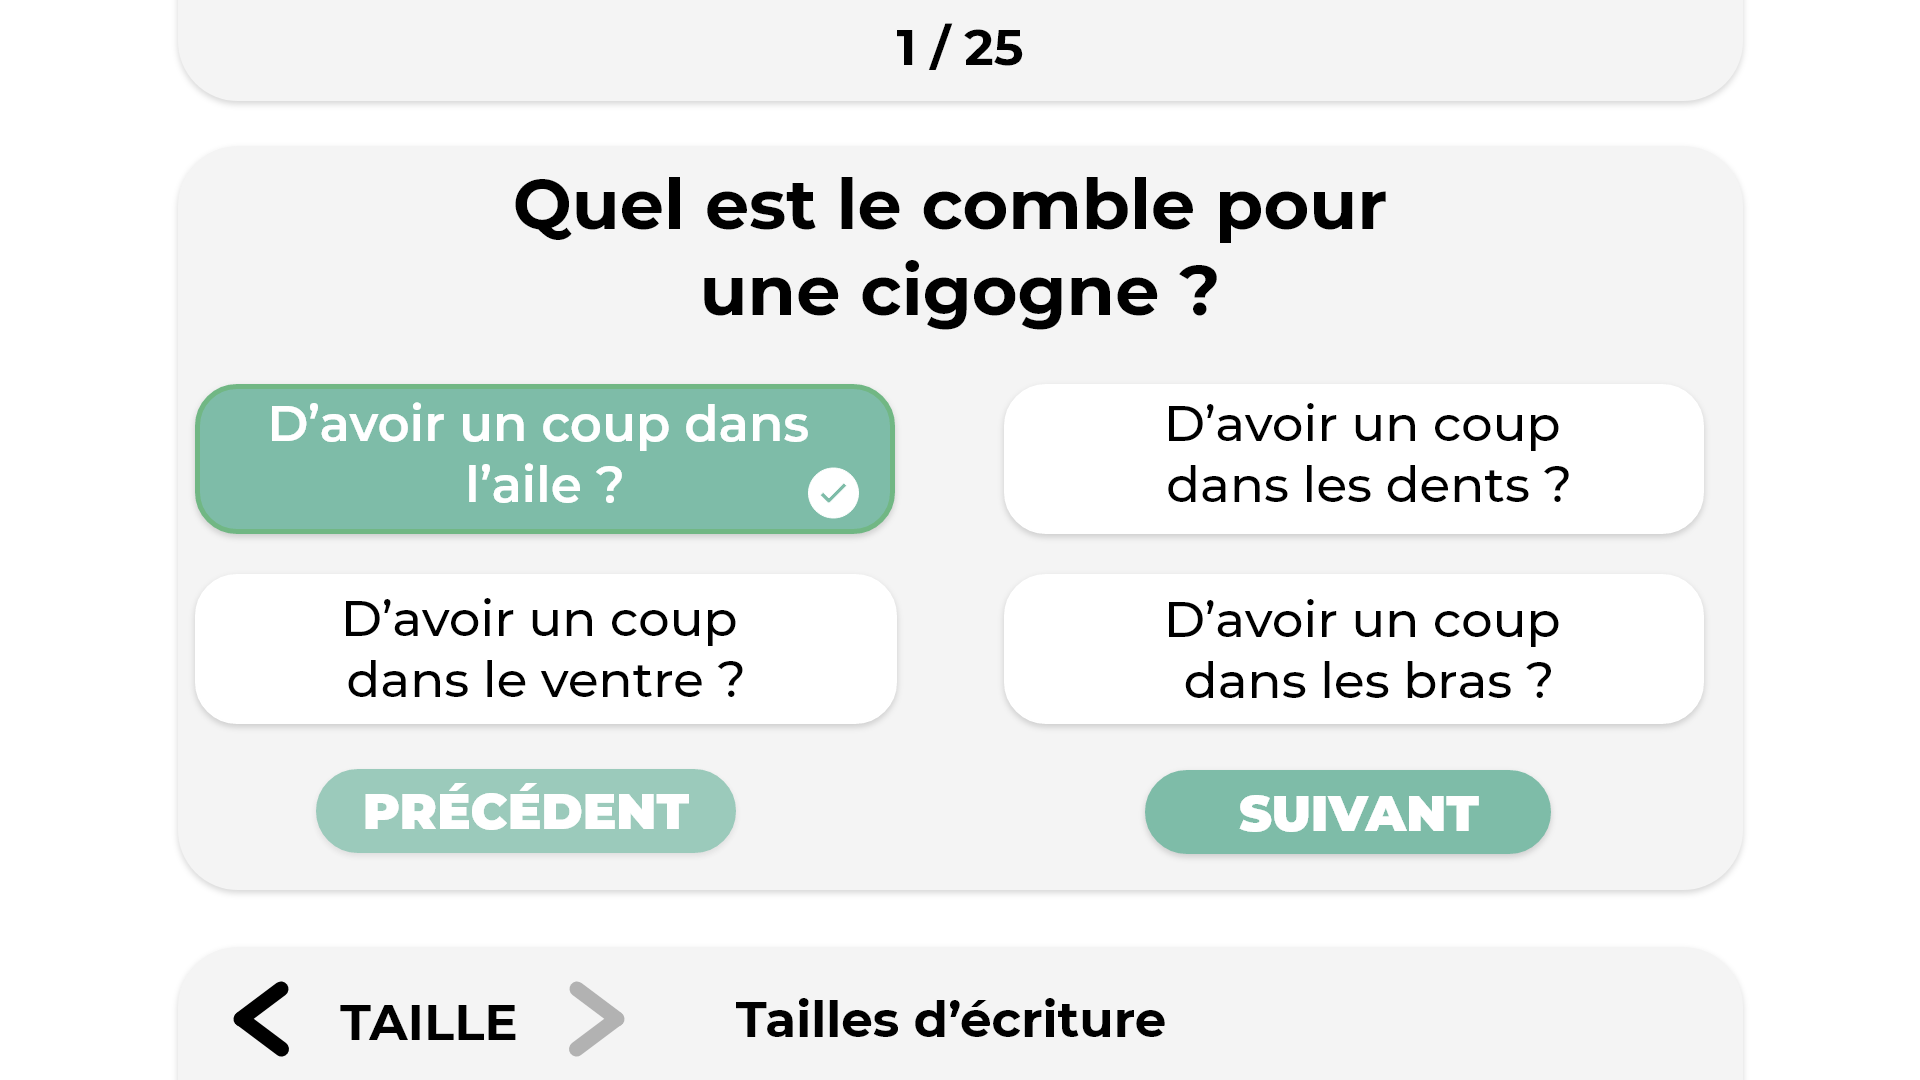 1 / 25
Quel est le comble pour
une cigogne ?
D’avoir un coup dans
l’aile ?
D’avoir un coup
dans les dents ?
D’avoir un coup
dans le ventre ?
D’avoir un coup
dans les bras ?
PRÉCÉDENT
SUIVANT
TAILLE
Tailles d’écriture